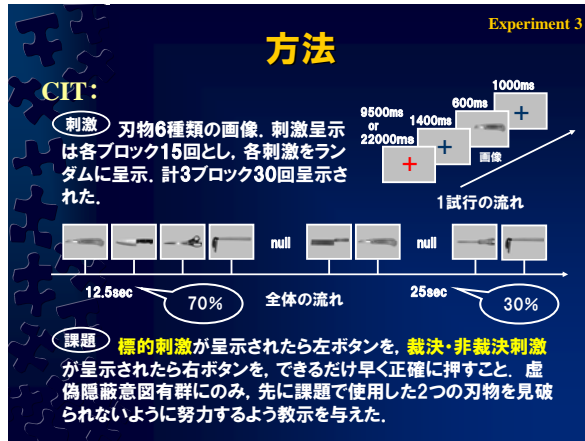 Experiment 3
方法
CIT：
刺激 刃物6種類の画像．刺激呈示
は各ブロック15回とし，各刺激をラン
ダムに呈示．計3ブロック30回呈示さ
れた．
9500ms
or
22000ms
1400ms
600ms
1000ms
画像
1試行の流れ
null
null
12.5sec
70%
全体の流れ
25sec
30%
課題 標的刺激が呈示されたら左ボタンを，裁決・非裁決刺激
が呈示されたら右ボタンを，できるだけ早く正確に押すこと．虚
偽隠蔽意図有群にのみ，先に課題で使用した2つの刃物を見破
られないように努力するよう教示を与えた．